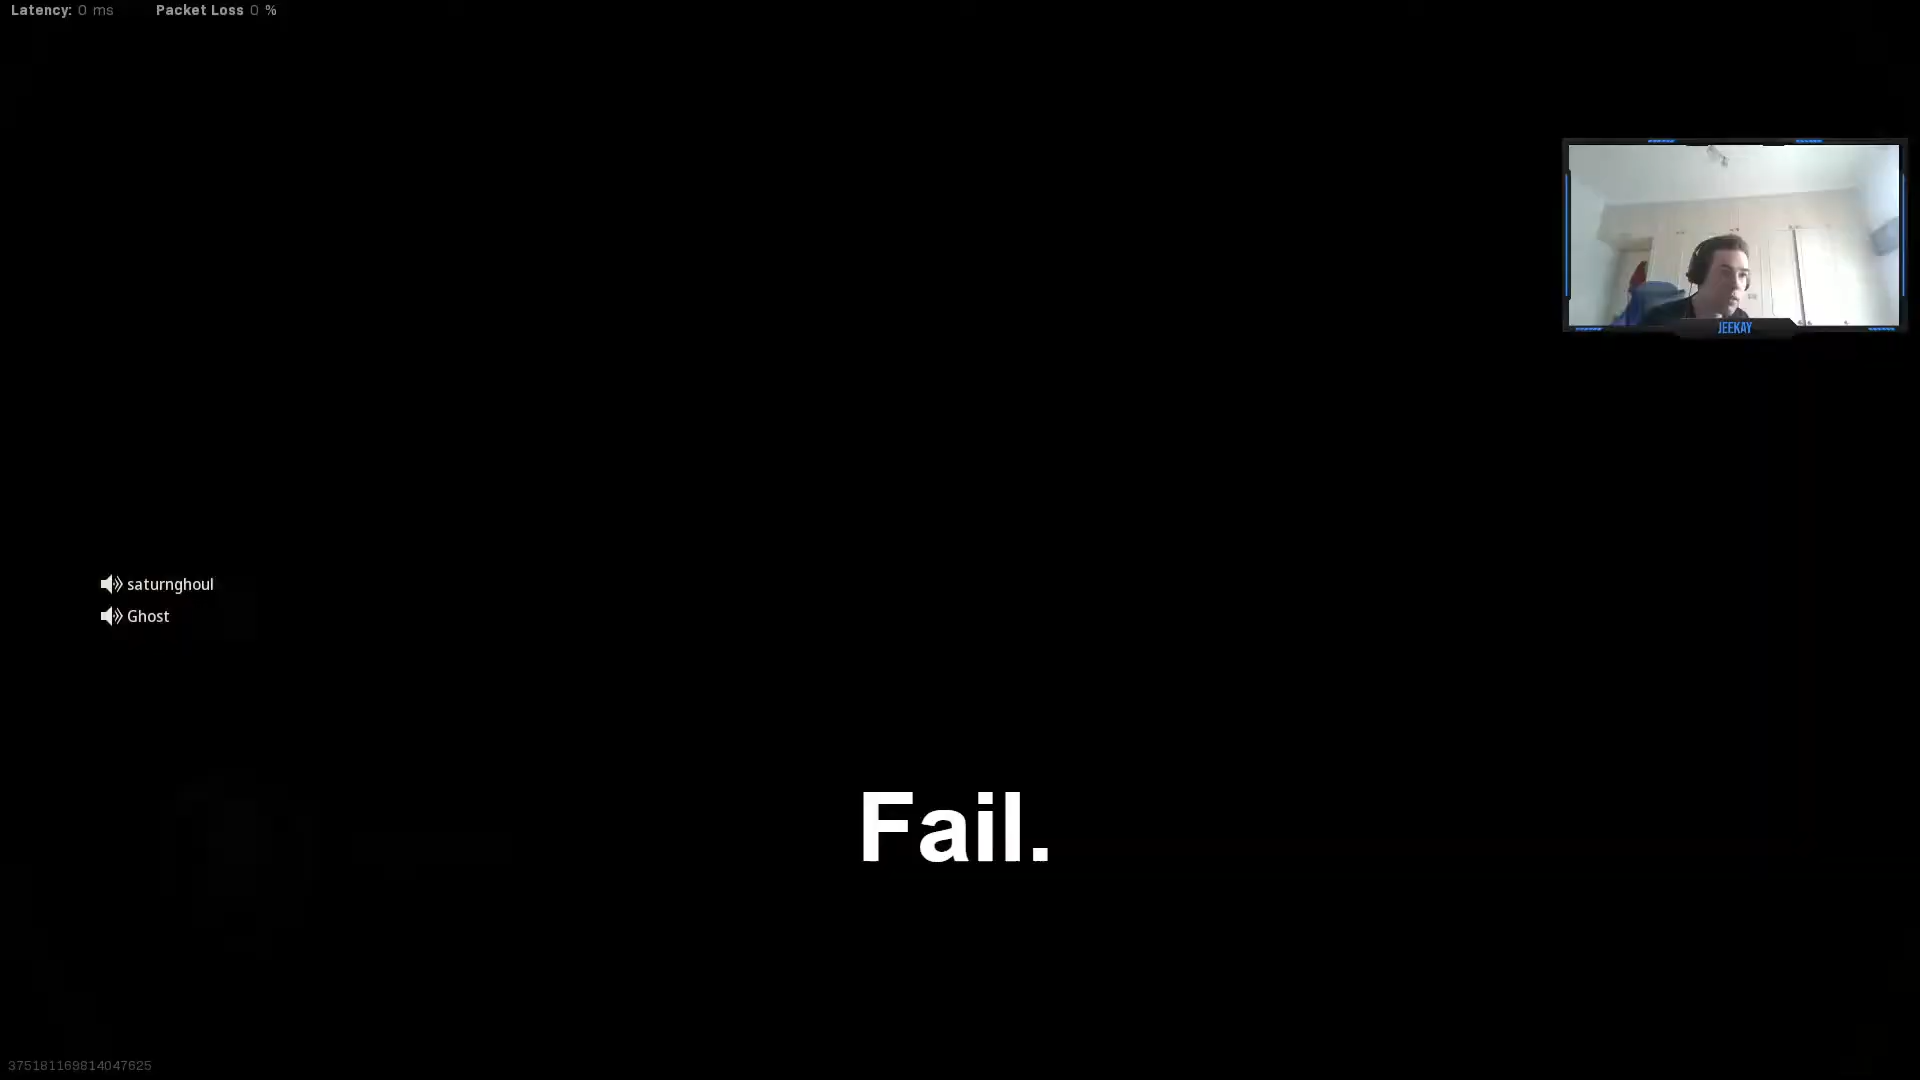 Latency: 0 ms Packet Loss 0 %
JEEKAY
saturnghoul
Ghost
Fail.
375181169814047625